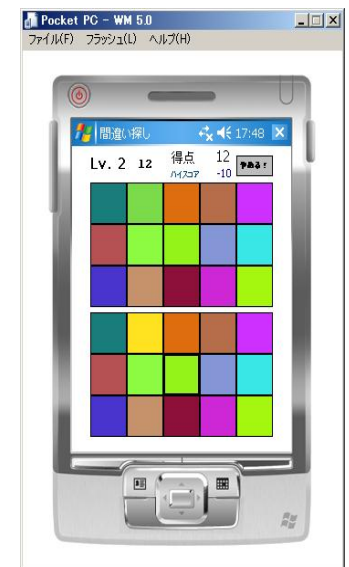 Pocket PC - WM 5.0
ファイル(F) フラッシュ(L) ヘルプ(H)
間違い探し 17:48
Lv. 2 12 得点 12 やめる!
ハイスコア -10